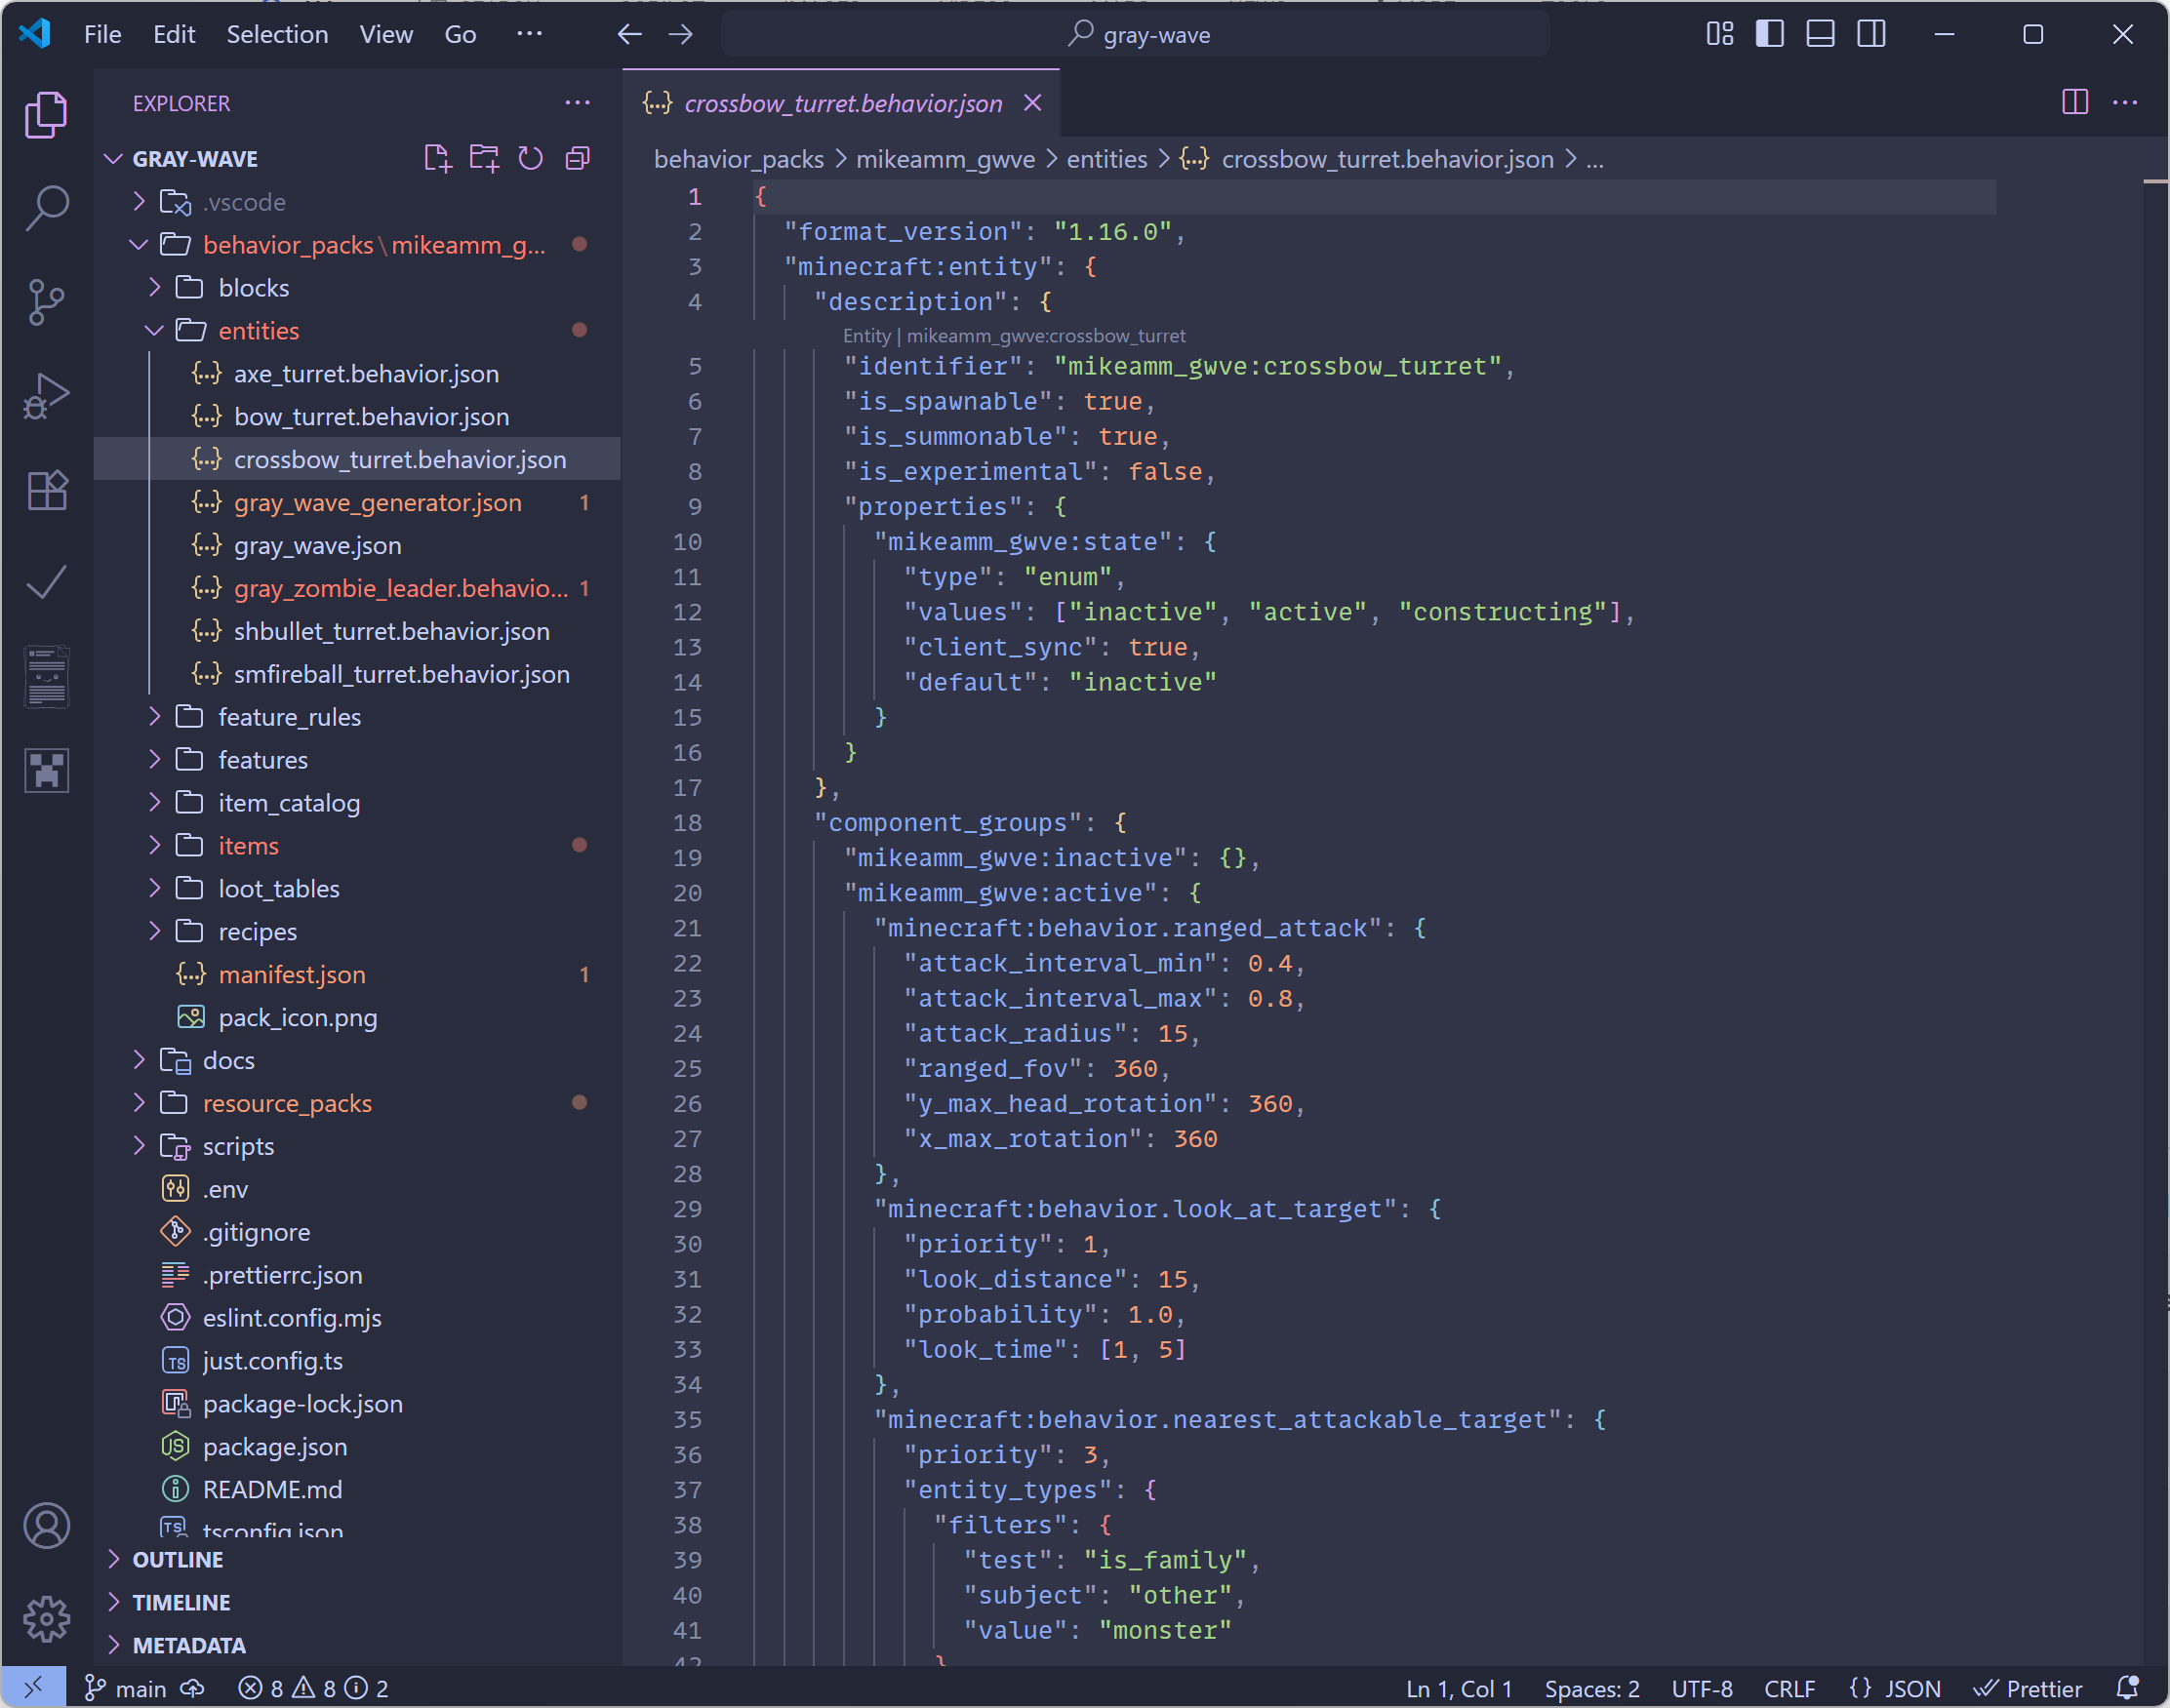 File Edit Selection View Go ···
gray-wave
EXPLORER
GRAY-WAVE
.vscode
behavior_packs\mikeamm_g...
blocks
entities
axe_turret.behavior.json
bow_turret.behavior.json
crossbow_turret.behavior.json
gray_wave_generator.json 1
gray_wave.json
gray_zombie_leader.behavio... 1
shbullet_turret.behavior.json
smfireball_turret.behavior.json
feature_rules
features
item_catalog
items
loot_tables
recipes
manifest.json 1
pack_icon.png
docs
resource_packs
scripts
.env
.gitignore
.prettierrc.json
eslint.config.mjs
just.config.ts
package-lock.json
package.json
README.md
tsconfig.json
OUTLINE
TIMELINE
METADATA
{...} crossbow_turret.behavior.json
behavior_packs > mikeamm_gwve > entities > {...} crossbow_turret.behavior.json > ...
1 {
2 "format_version": "1.16.0",
3 "minecraft:entity": {
4 "description": {
Entity | mikeamm_gwve:crossbow_turret
5 "identifier": "mikeamm_gwve:crossbow_turret",
6 "is_spawnable": true,
7 "is_summonable": true,
8 "is_experimental": false,
9 "properties": {
10 "mikeamm_gwve:state": {
11 "type": "enum",
12 "values": ["inactive", "active", "constructing"],
13 "client_sync": true,
14 "default": "inactive"
15 }
16 }
17 },
18 "component_groups": {
19 "mikeamm_gwve:inactive": {},
20 "mikeamm_gwve:active": {
21 "minecraft:behavior.ranged_attack": {
22 "attack_interval_min": 0.4,
23 "attack_interval_max": 0.8,
24 "attack_radius": 15,
25 "ranged_fov": 360,
26 "y_max_head_rotation": 360,
27 "x_max_rotation": 360
28 },
29 "minecraft:behavior.look_at_target": {
30 "priority": 1,
31 "look_distance": 15,
32 "probability": 1.0,
33 "look_time": [1, 5]
34 },
35 "minecraft:behavior.nearest_attackable_target": {
36 "priority": 3,
37 "entity_types": {
38 "filters": {
39 "test": "is_family",
40 "subject": "other",
41 "value": "monster"
42 }
main 8 8 2
Ln 1, Col 1 Spaces: 2 UTF-8 CRLF {} JSON Prettier